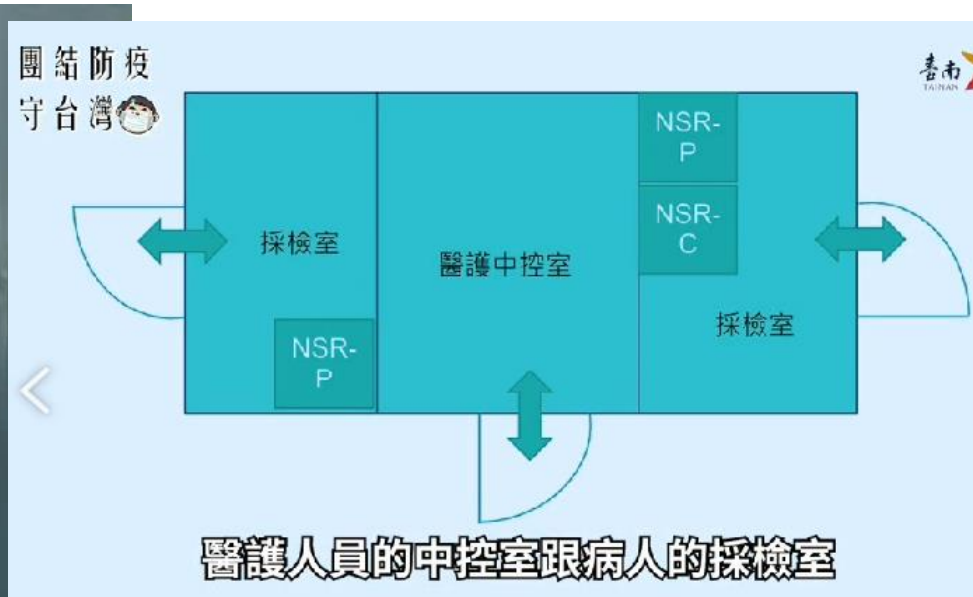 團結防疫
守台灣
臺南
TAINAN
NSR-
P
NSR-
C
採檢室
醫護中控室
採檢室
NSR-
P
醫護人員的中控室跟病人的採檢室